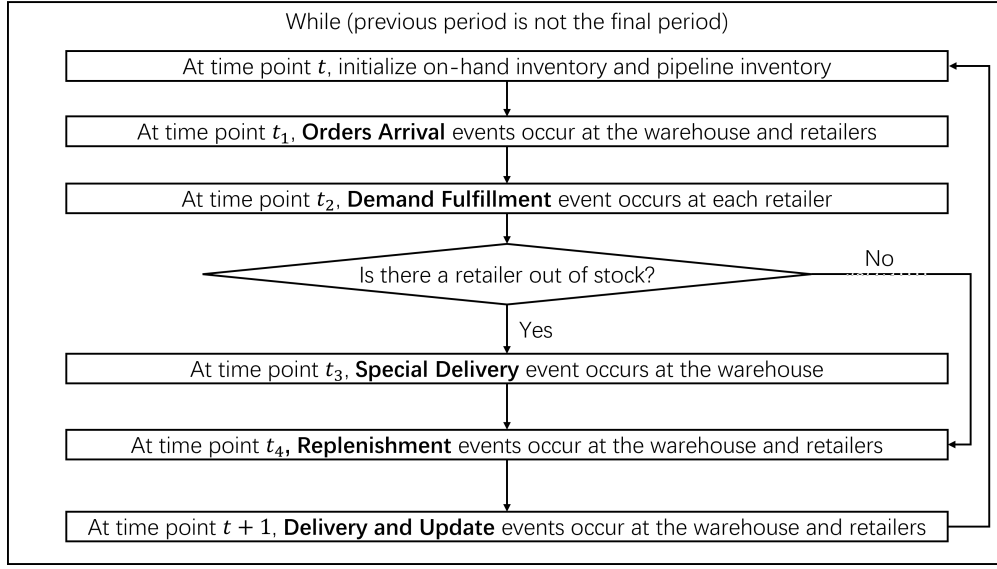 While (previous period is not the final period)
At time point t, initialize on-hand inventory and pipeline inventory
At time point t₁, Orders Arrival events occur at the warehouse and retailers
At time point t₂, Demand Fulfillment event occurs at each retailer
Is there a retailer out of stock?
No
Yes
At time point t₃, Special Delivery event occurs at the warehouse
At time point t₄, Replenishment events occur at the warehouse and retailers
At time point t + 1, Delivery and Update events occur at the warehouse and retailers